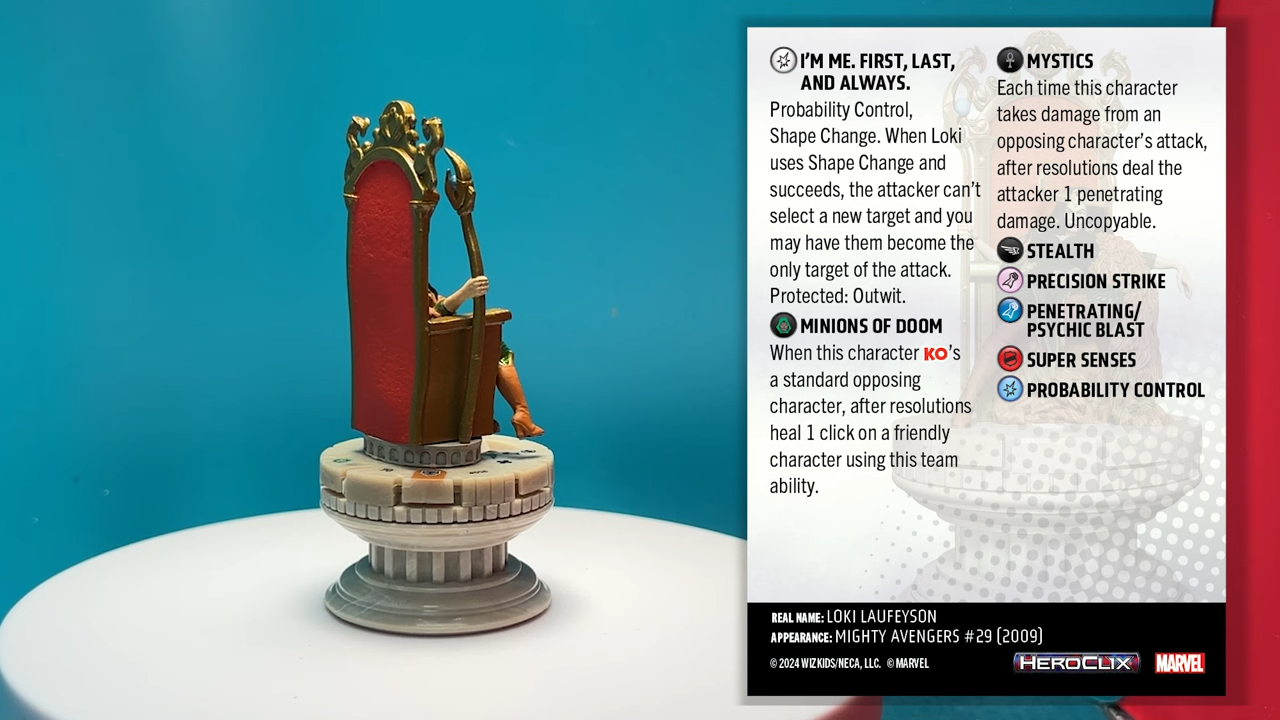 I'M ME. FIRST, LAST,
AND ALWAYS.
Probability Control,
Shape Change. When Loki
uses Shape Change and
succeeds, the attacker can't
select a new target and you
may have them become the
only target of the attack.
Protected: Outwit.
MINIONS OF DOOM
When this character KO's
a standard opposing
character, after resolutions
heal 1 click on a friendly
character using this team
ability.
MYSTICS
Each time this character
takes damage from an
opposing character's attack,
after resolutions deal the
attacker 1 penetrating
damage. Uncopyable.
STEALTH
PRECISION STRIKE
PENETRATING/
PSYCHIC BLAST
SUPER SENSES
PROBABILITY CONTROL
REAL NAME: LOKI LAUFEYSON
APPEARANCE: MIGHTY AVENGERS #29 (2009)
© 2024 WIZKIDS/NECA, LLC. © MARVEL
HEROCLIX
MARVEL